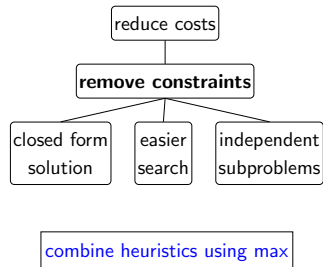 reduce costs
remove constraints
closed form
solution
easier
search
independent
subproblems
combine heuristics using max